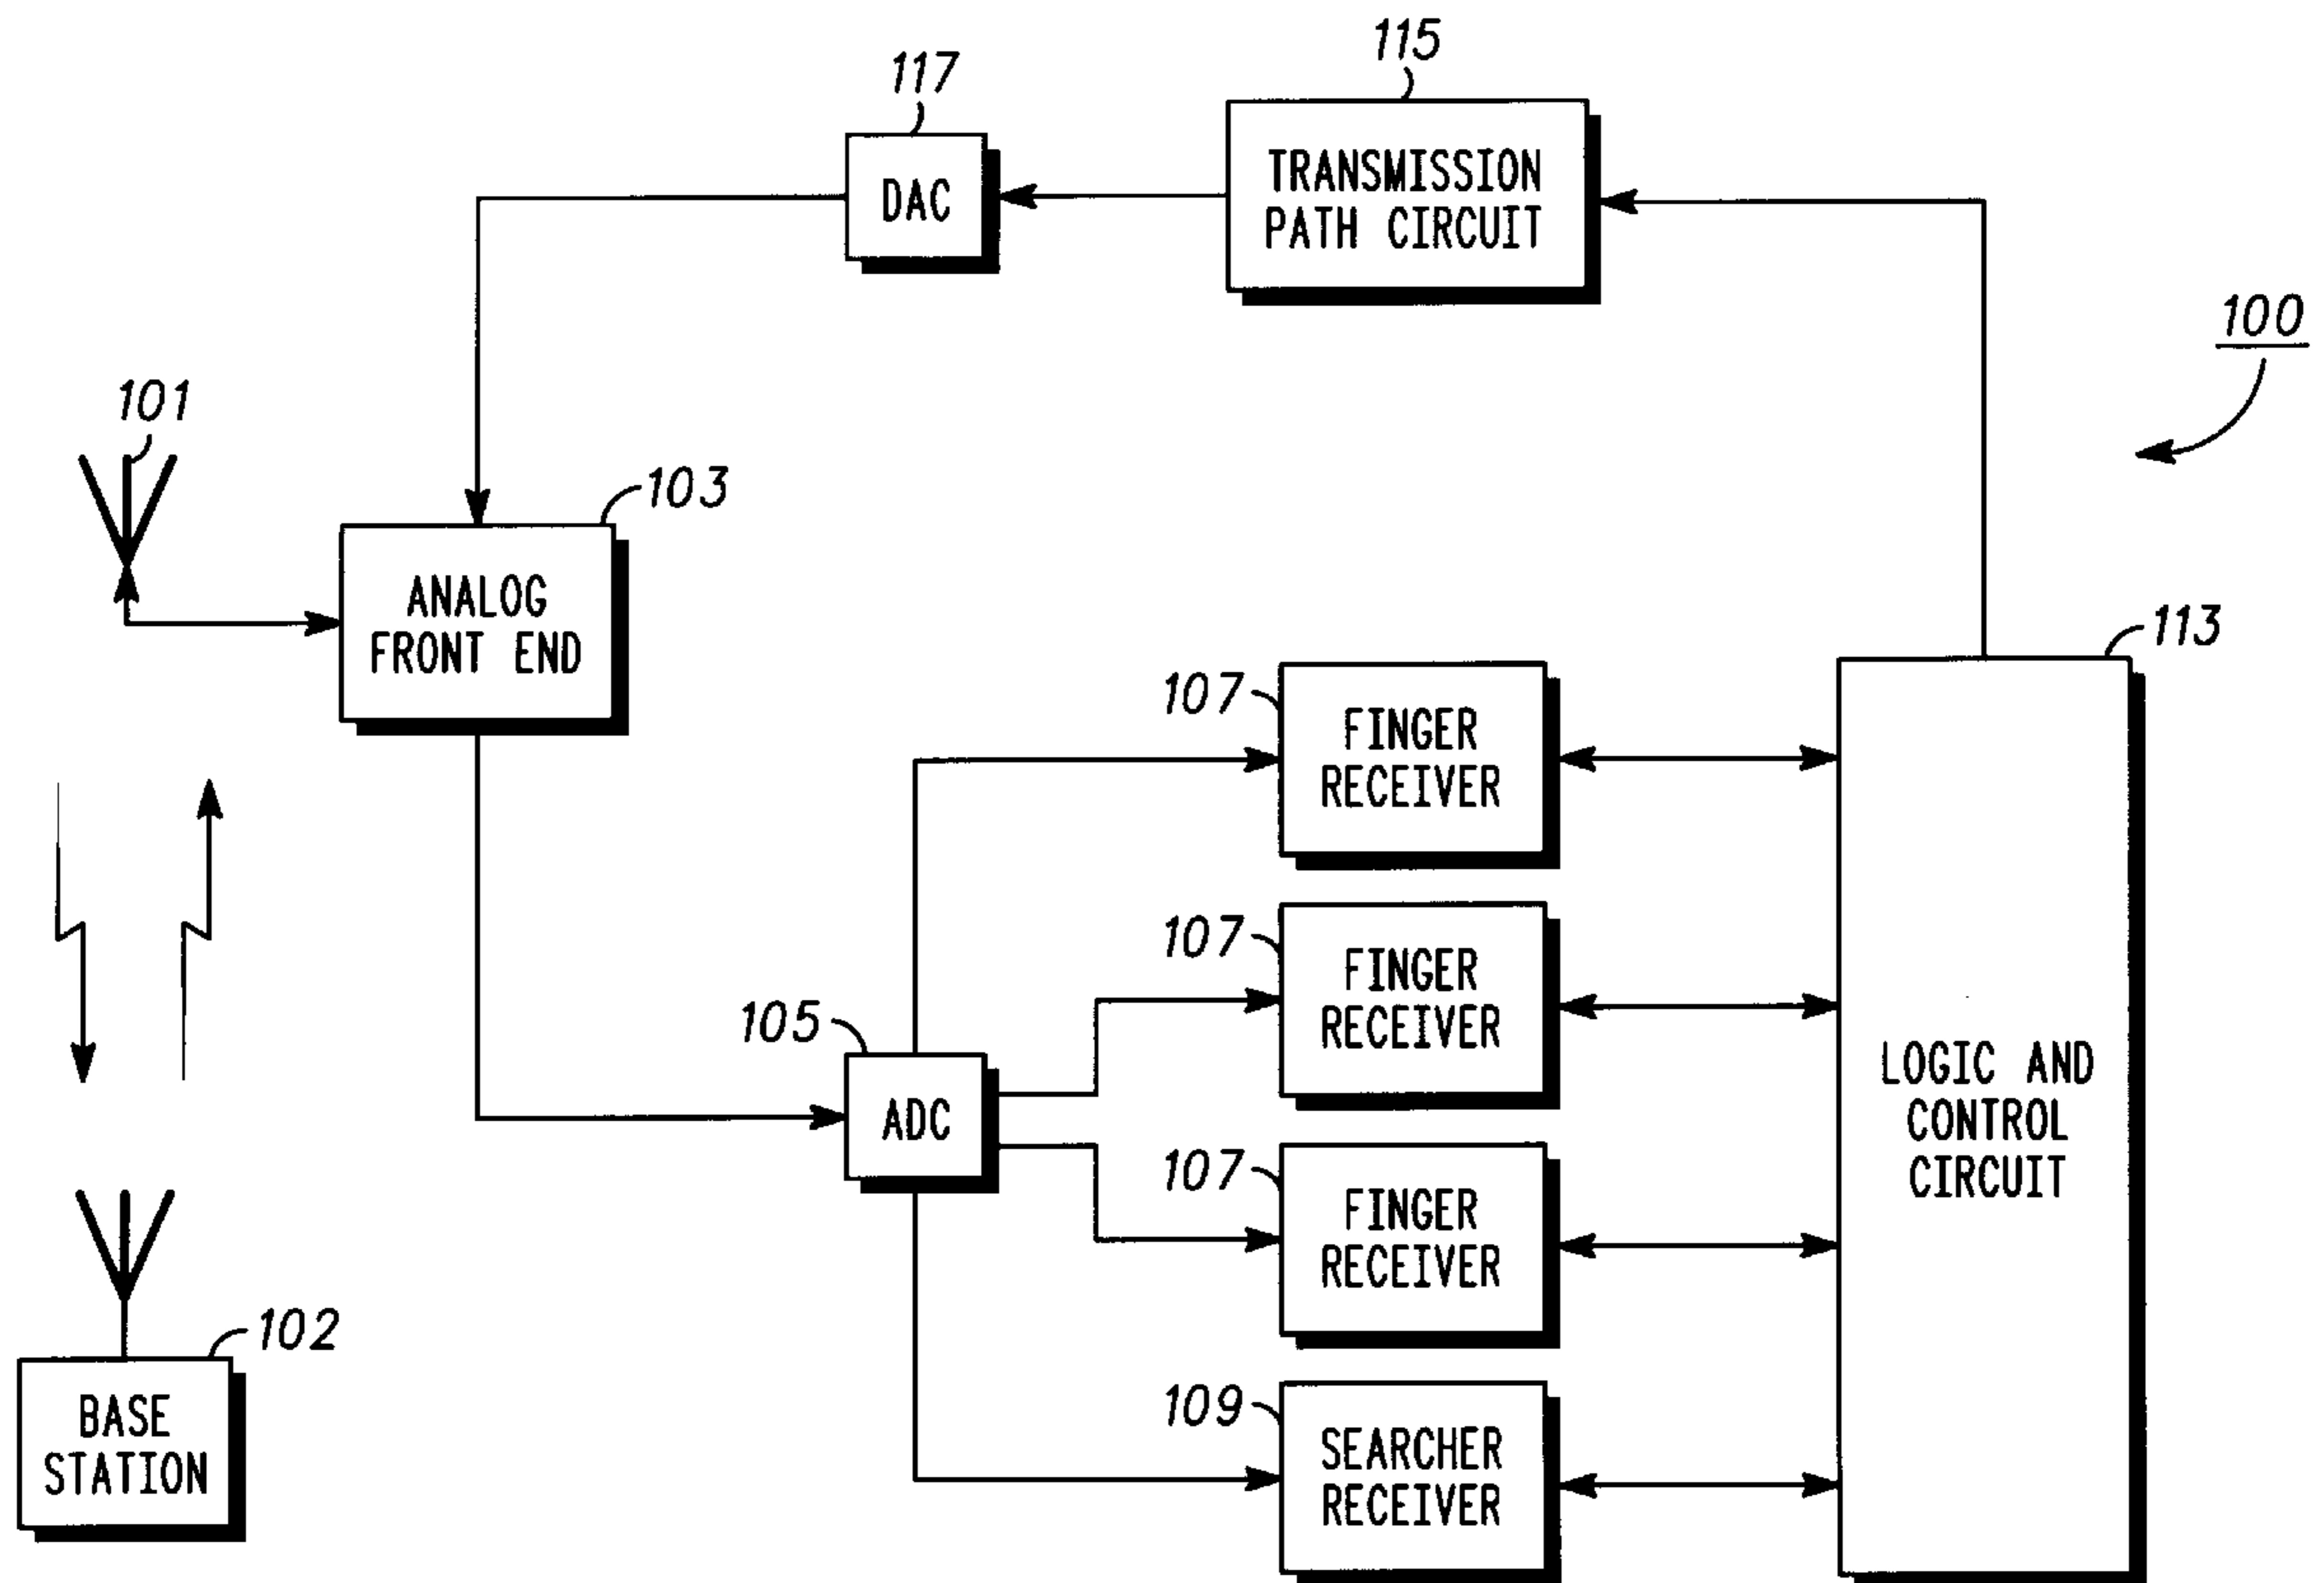 115
117
TRANSMISSION
PATH CIRCUIT
DAC
100
101
103
ANALOG
FRONT END
113
107
FINGER
RECEIVER
107
FINGER
RECEIVER
105
ADC
LOGIC AND
CONTROL
CIRCUIT
107
FINGER
RECEIVER
102
BASE
STATION
109
SEARCHER
RECEIVER